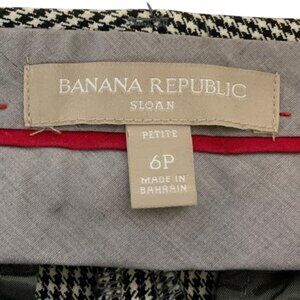 BANANA REPUBLIC
SLOAN
PETITE
6P
MADE IN
BAHRAIN